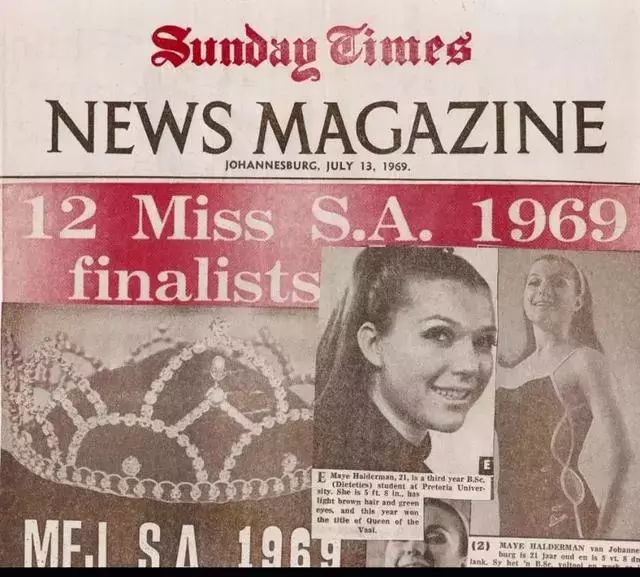 Sunday Times
NEWS MAGAZINE
JOHANNESBURG, JULY 13, 1969.
12 Miss S.A. 1969
finalists
E
E Maye Halderman, 21, is a third year B.Sc.
(Dietetics) student at Pretoria Univer-
sity. She is 5 ft. 8 in., has
light brown hair and green
eyes, and this year won
the title of Queen of the
Vaal.
MEJ. S.A. 1969
(2) MAYE HALDERMAN van Johannes
burg is 21 jaar oud en is 5 vt. 8 dm
lank. Sy het 'n B.Sc.